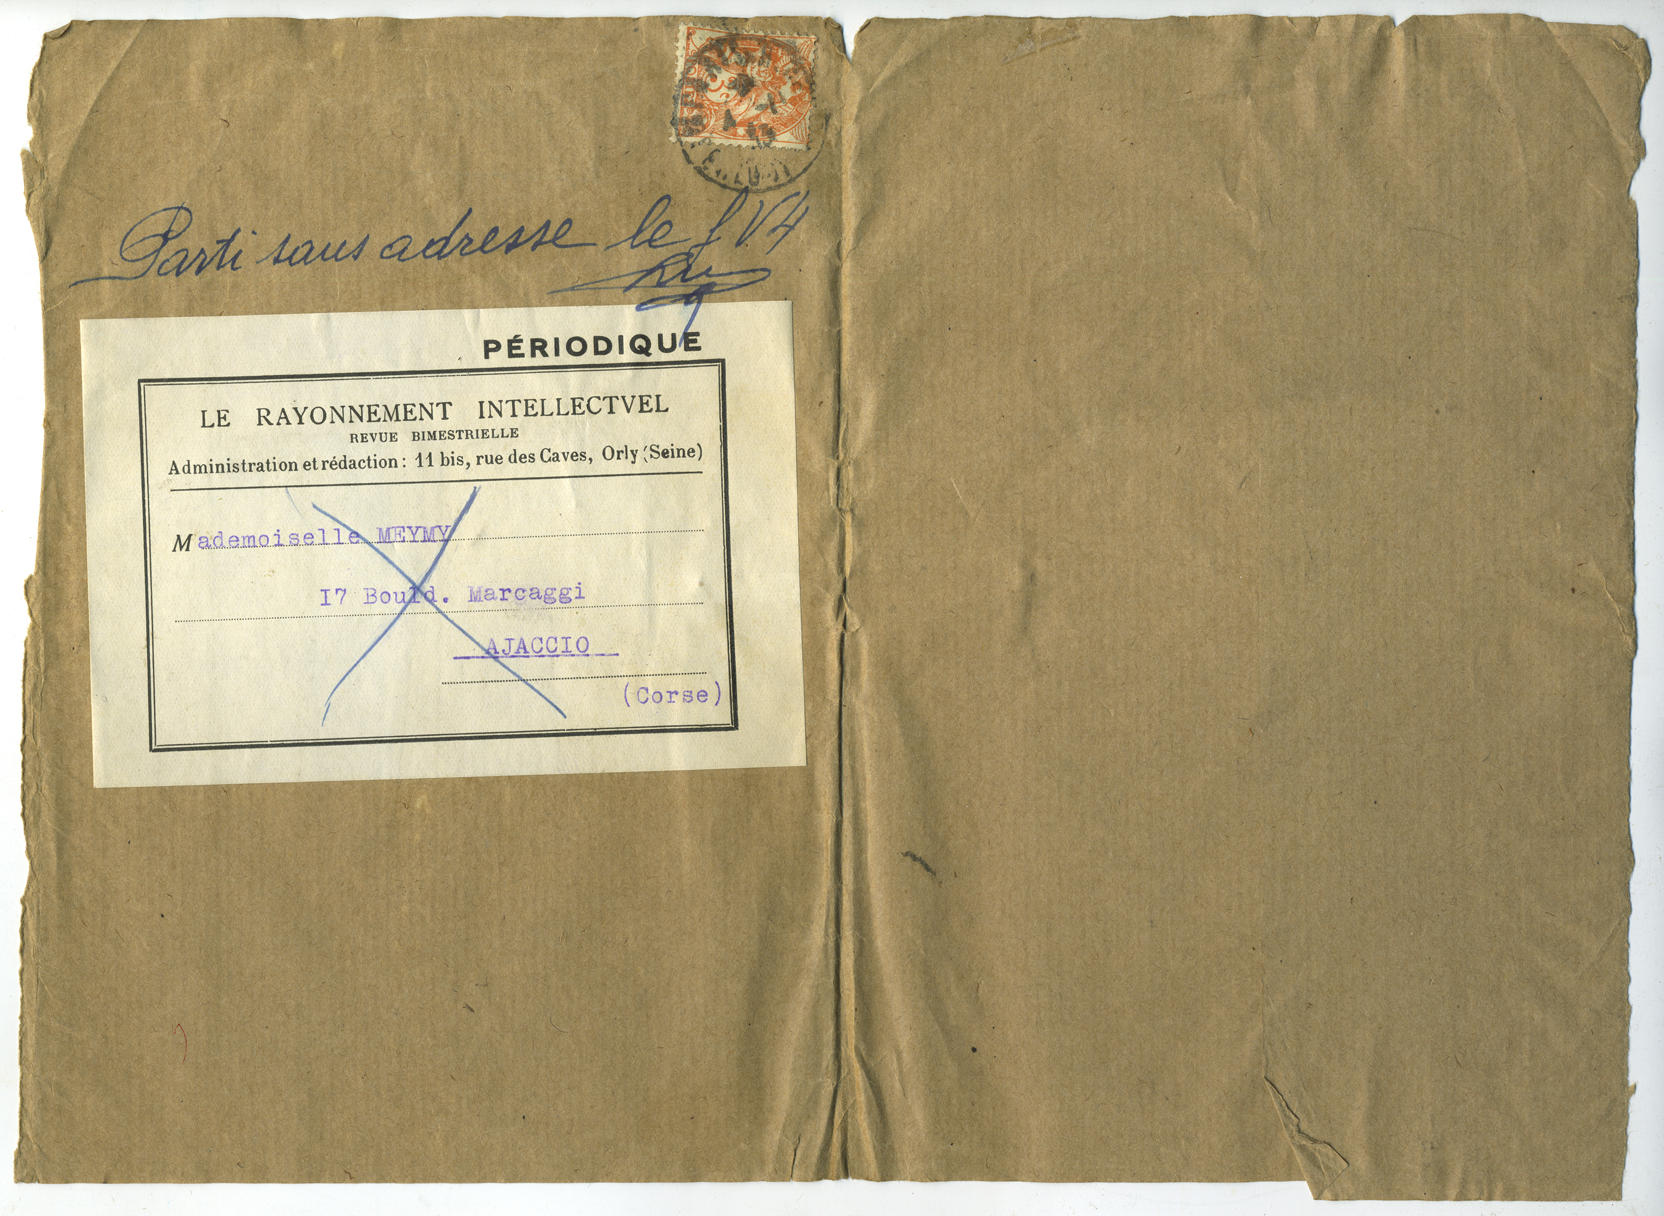 Parti sans adresse le
PÉRIODIQUE
LE RAYONNEMENT INTELLECTVEL
REVUE BIMESTRIELLE
Administration et rédaction : 11 bis, rue des Caves, Orly (Seine)
Mademoiselle MEYMY
I7 Bould. Marcaggi
AJACCIO
(Corse)